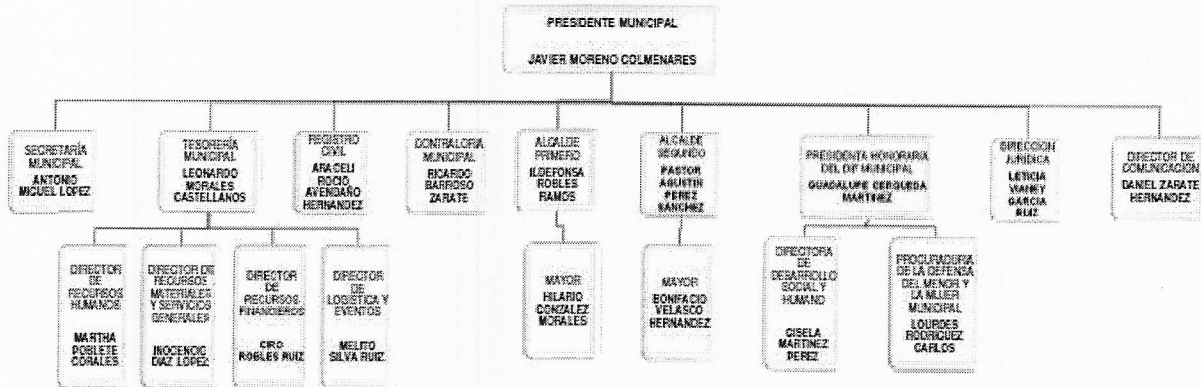 PRESIDENTE MUNICIPAL
JAVIER MORENO COLMENARES
SECRETARÍA
MUNICIPAL
ANTONIO
MIGUEL LOPEZ
TESORERÍA
MUNICIPAL
LEONARDO
MORALES
CASTELLANOS
REGISTRO
CIVIL
ARACELI
ROCIO
AVENDAÑO
HERNANDEZ
CONTRALORIA
MUNICIPAL
RICARDO
BARROSO
ZARATE
ALCALDE
PRIMERO
ILDEFONSA
ROBLES
RAMOS
ALCALDE
SEGUNDO
PASTOR
AGUSTIN
PEREZ
SANCHEZ
PRESIDENTA HONORARIA
DEL DIF MUNICIPAL
GUADALUPE CERQUEDA
MARTINEZ
DIRECCION
JURÍDICA
LETICIA
VIANEY
GARCIA
RUIZ
DIRECTOR DE
COMUNICACIÓN
DANIEL ZARATE
HERNANDEZ
DIRECTOR
DE
RECURSOS
HUMANOS
MARTHA
POBLETE
CORALES
DIRECTOR DE
RECURSOS
MATERIALES
Y SERVICIOS
GENERALES
INOCENCIO
DIAZ LOPEZ
DIRECTOR
DE
RECURSOS
FINANCIEROS
CIRO
ROBLES RUIZ
DIRECTOR
DE
LOGÍSTICA Y
EVENTOS
MELITO
SILVA RUIZ
MAYOR
HILARIO
GONZALEZ
MORALES
MAYOR
BONIFACIO
VELASCO
HERNANDEZ
DIRECTORA
DE
DESARROLLO
SOCIAL Y
HUMANO
GISELA
MARTINEZ
PEREZ
PROCURADURIA
DE LA DEFENSA
DEL MENOR Y
LA MUJER
MUNICIPAL
LOURDES
RODRIGUEZ
CARLOS